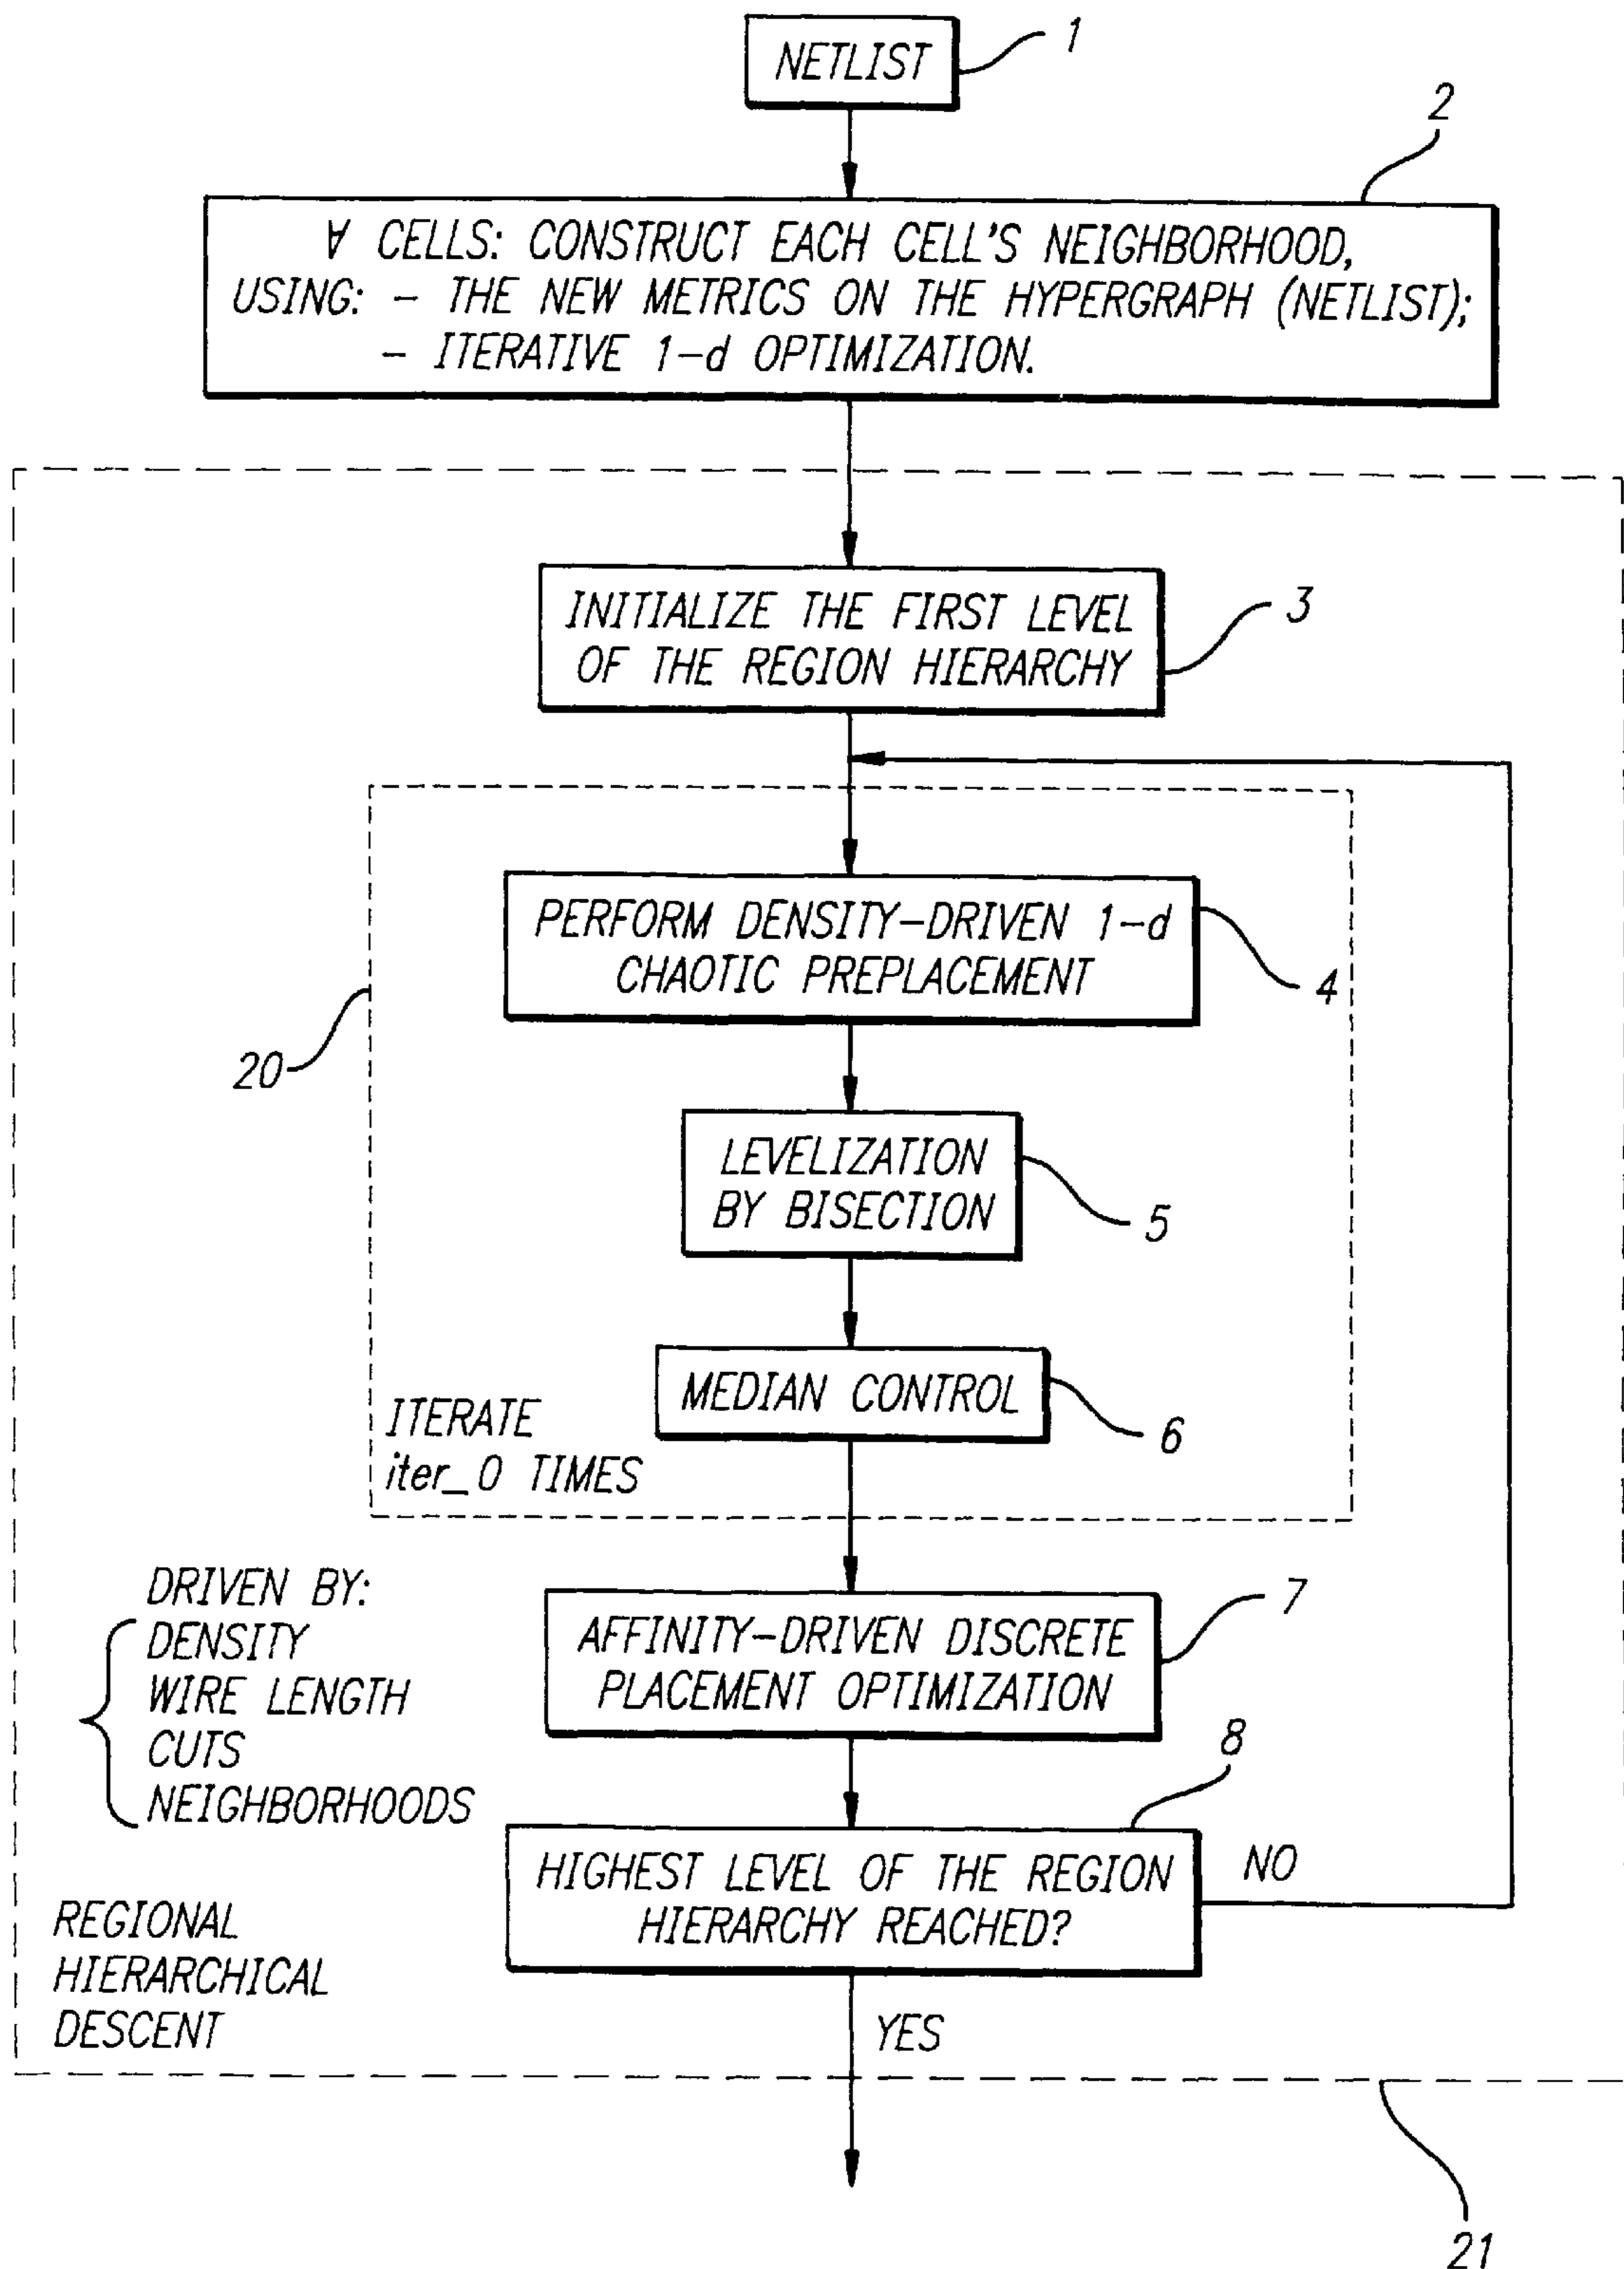 NETLIST
1
2
∀ CELLS: CONSTRUCT EACH CELL'S NEIGHBORHOOD,
USING: – THE NEW METRICS ON THE HYPERGRAPH (NETLIST);
– ITERATIVE 1–d OPTIMIZATION.
INITIALIZE THE FIRST LEVEL
OF THE REGION HIERARCHY
3
PERFORM DENSITY–DRIVEN 1–d
CHAOTIC PREPLACEMENT
4
20
LEVELIZATION
BY BISECTION
5
MEDIAN CONTROL
6
ITERATE
iter_0 TIMES
DRIVEN BY:
DENSITY
WIRE LENGTH
CUTS
NEIGHBORHOODS
AFFINITY–DRIVEN DISCRETE
PLACEMENT OPTIMIZATION
7
8
HIGHEST LEVEL OF THE REGION
HIERARCHY REACHED?
NO
REGIONAL
HIERARCHICAL
DESCENT
YES
21